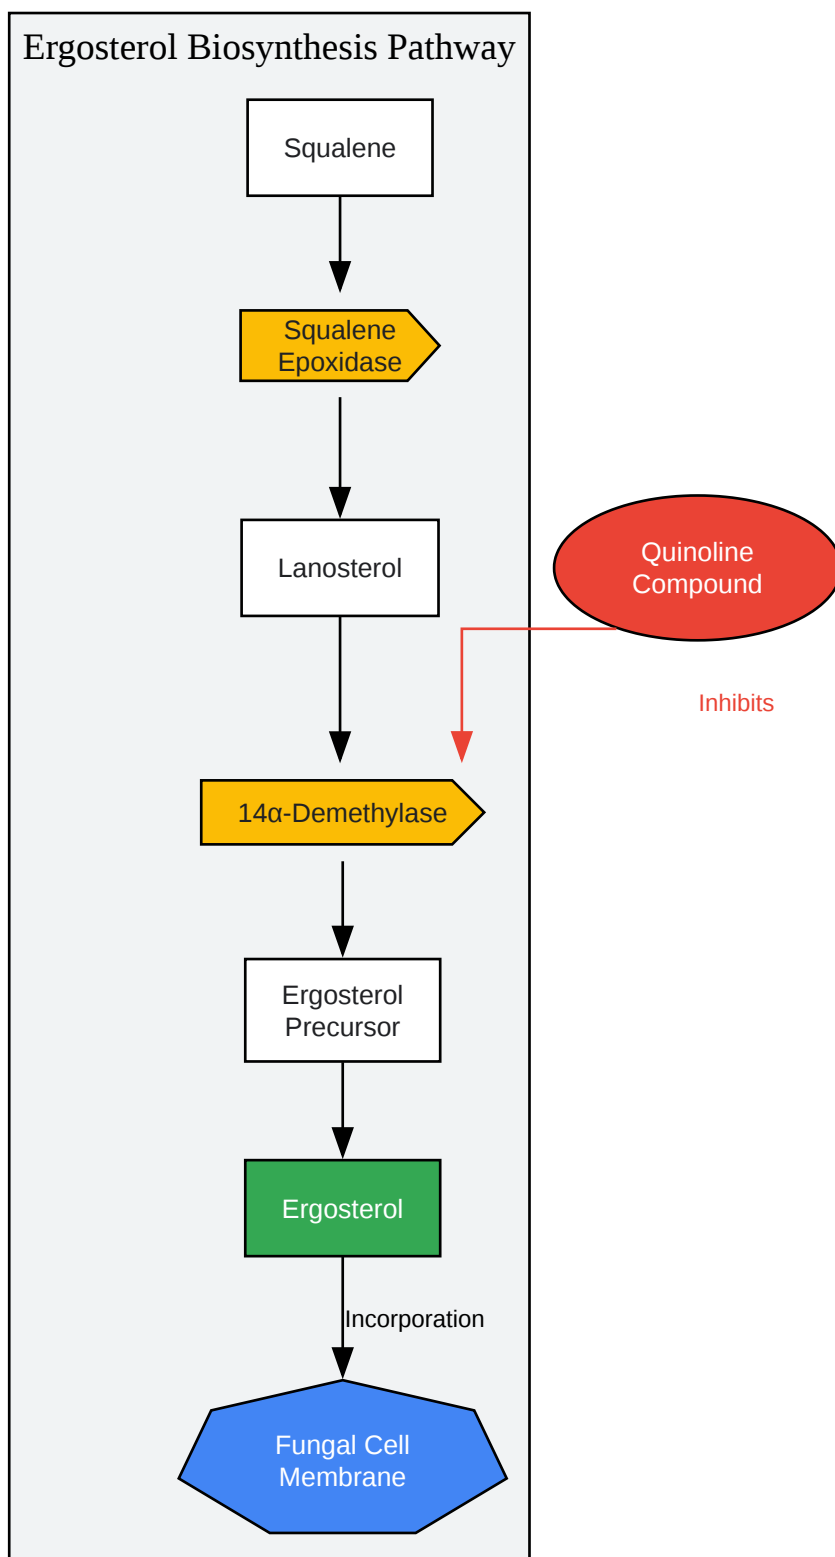 Ergosterol Biosynthesis Pathway
Squalene
Squalene
Epoxidase
Lanosterol
Quinoline
Compound
Inhibits
14α-Demethylase
Ergosterol
Precursor
Ergosterol
Incorporation
Fungal Cell
Membrane